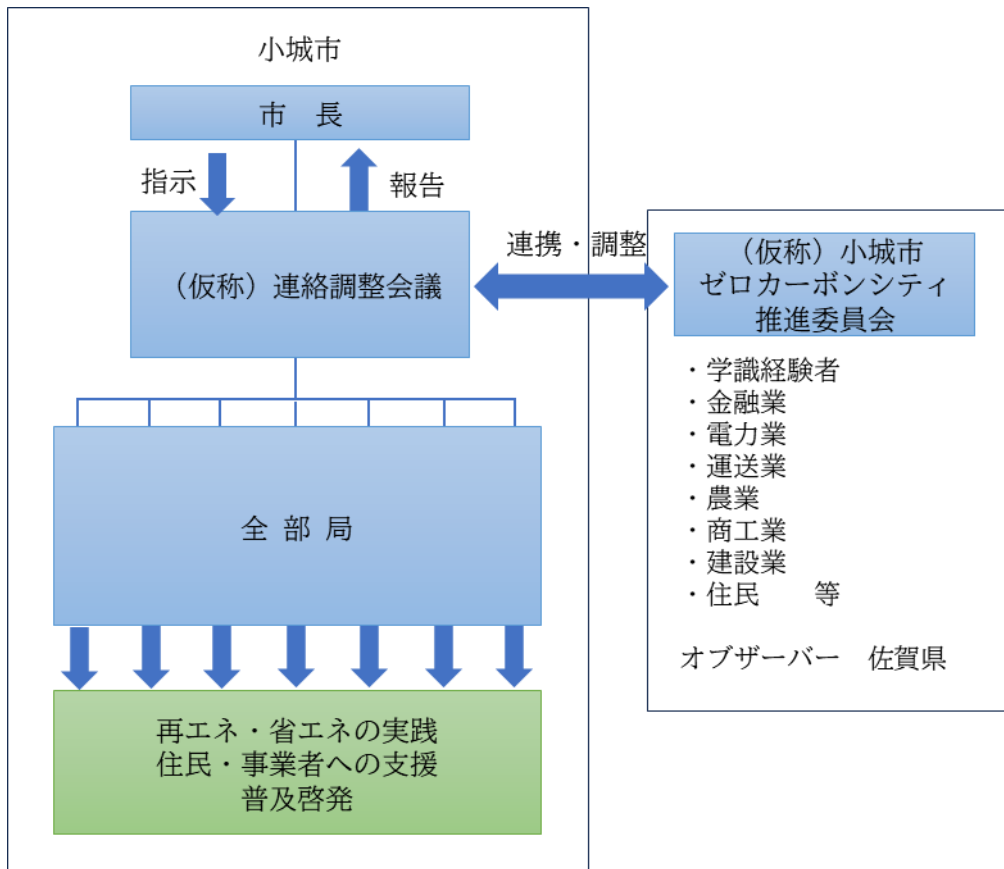 小城市
市　長
指示
報告
（仮称）連絡調整会議
連携・調整
（仮称）小城市
ゼロカーボンシティ
推進委員会
・学識経験者
・金融業
・電力業
・運送業
・農業
・商工業
・建設業
・住民　　等
オブザーバー　佐賀県
全 部 局
再エネ・省エネの実践
住民・事業者への支援
普及啓発